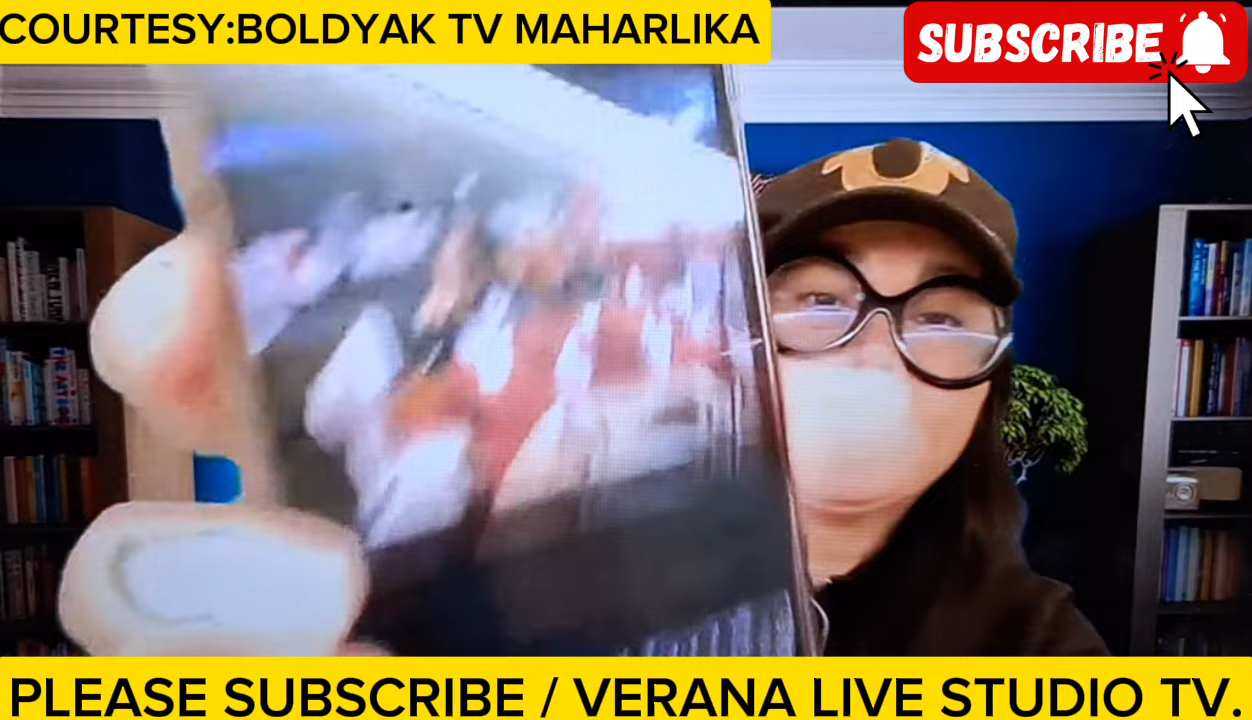 COURTESY:BOLDYAK TV MAHARLIKA
SUBSCRIBE
PLEASE SUBSCRIBE / VERANA LIVE STUDIO TV.